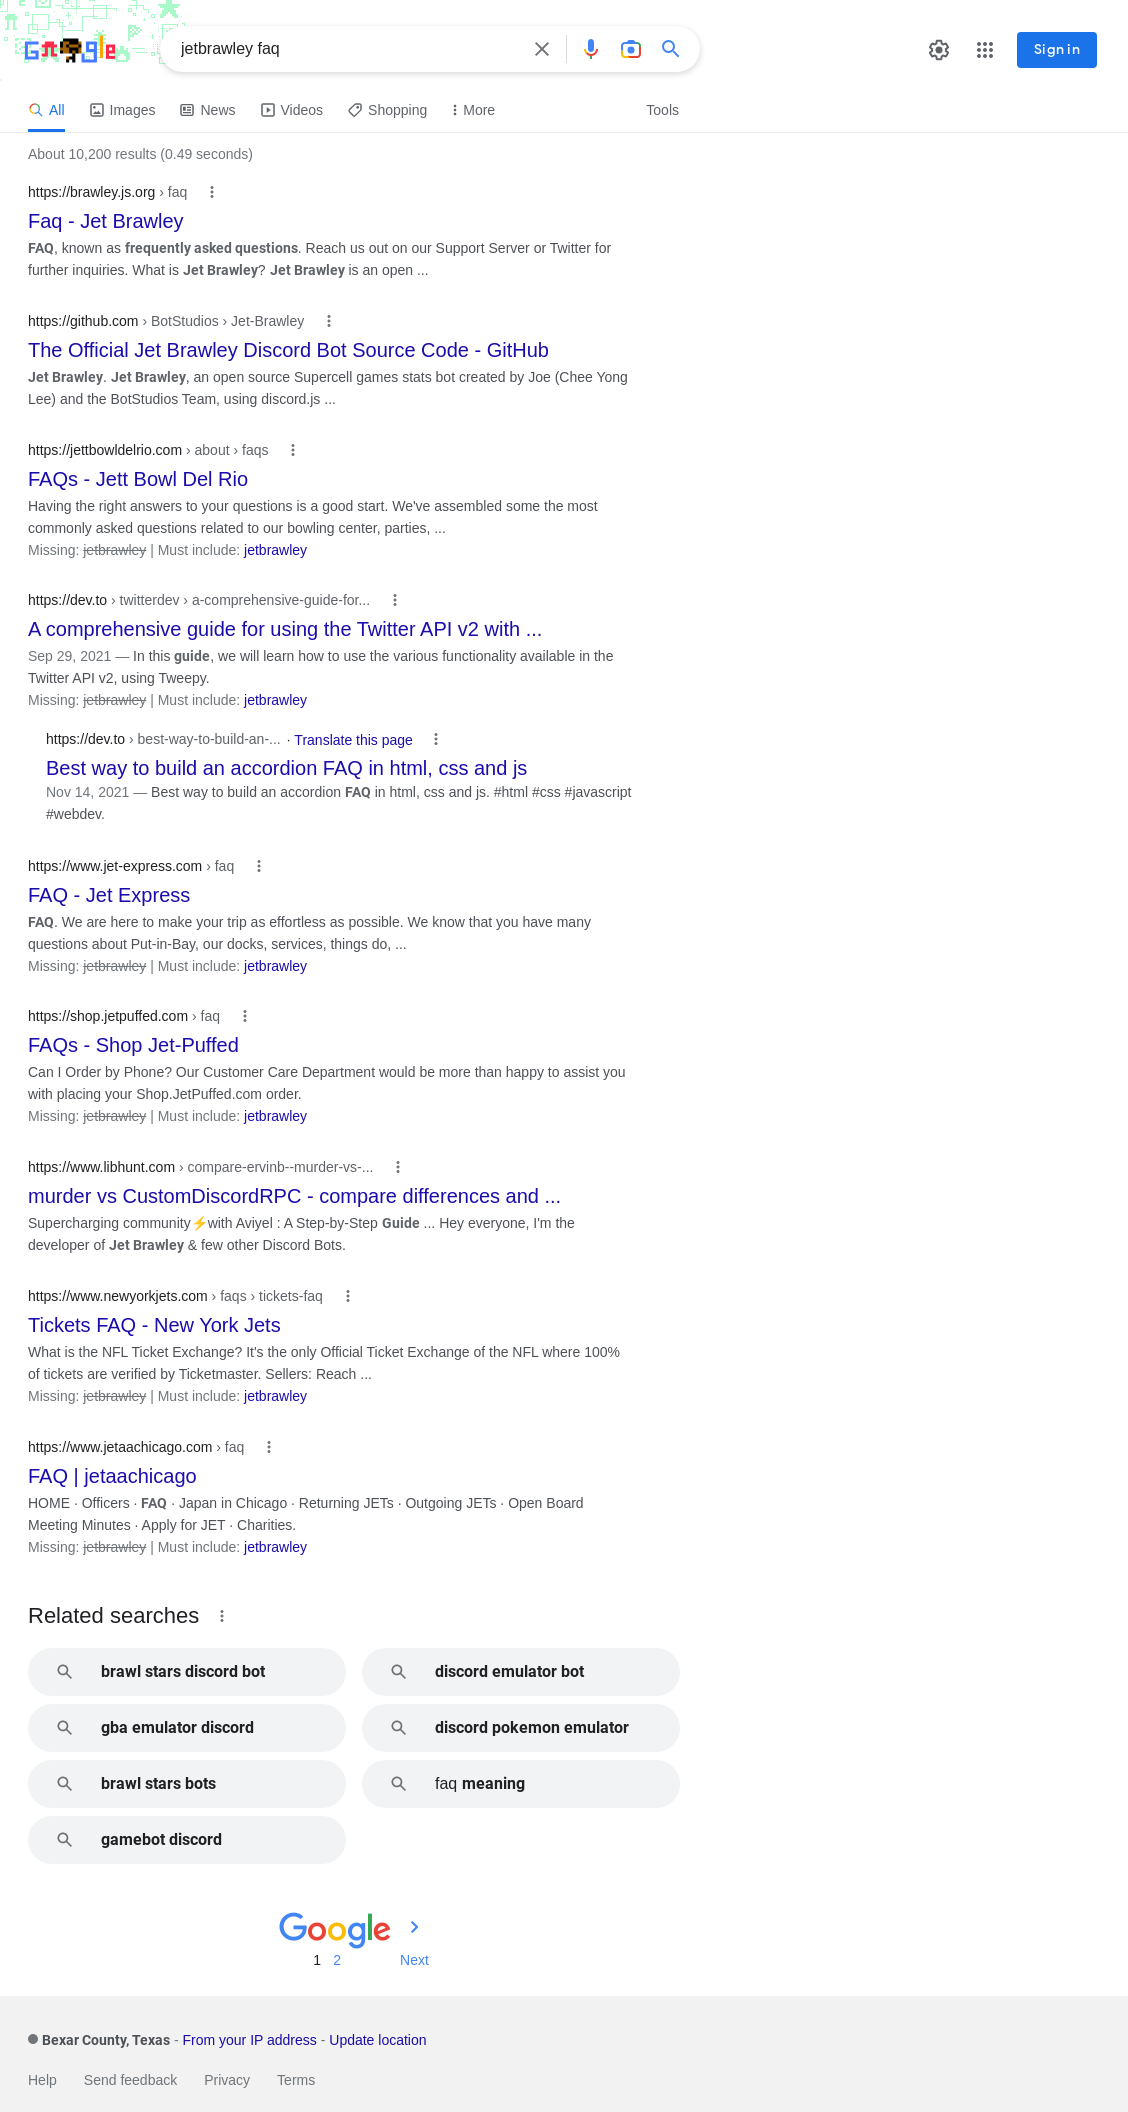 Google
jetbrawley faq
Sign in
All
Images
News
Videos
Shopping
More
Tools
About 10,200 results (0.49 seconds)
https://brawley.js.org › faq
Faq - Jet Brawley
FAQ, known as frequently asked questions. Reach us out on our Support Server or Twitter for
further inquiries. What is Jet Brawley? Jet Brawley is an open ...
https://github.com › BotStudios › Jet-Brawley
The Official Jet Brawley Discord Bot Source Code - GitHub
Jet Brawley. Jet Brawley, an open source Supercell games stats bot created by Joe (Chee Yong
Lee) and the BotStudios Team, using discord.js ...
https://jettbowldelrio.com › about › faqs
FAQs - Jett Bowl Del Rio
Having the right answers to your questions is a good start. We've assembled some the most
commonly asked questions related to our bowling center, parties, ...
Missing: jetbrawley | Must include: jetbrawley
https://dev.to › twitterdev › a-comprehensive-guide-for...
A comprehensive guide for using the Twitter API v2 with ...
Sep 29, 2021 — In this guide, we will learn how to use the various functionality available in the
Twitter API v2, using Tweepy.
Missing: jetbrawley | Must include: jetbrawley
https://dev.to › best-way-to-build-an-... · Translate this page
Best way to build an accordion FAQ in html, css and js
Nov 14, 2021 — Best way to build an accordion FAQ in html, css and js. #html #css #javascript
#webdev.
https://www.jet-express.com › faq
FAQ - Jet Express
FAQ. We are here to make your trip as effortless as possible. We know that you have many
questions about Put-in-Bay, our docks, services, things do, ...
Missing: jetbrawley | Must include: jetbrawley
https://shop.jetpuffed.com › faq
FAQs - Shop Jet-Puffed
Can I Order by Phone? Our Customer Care Department would be more than happy to assist you
with placing your Shop.JetPuffed.com order.
Missing: jetbrawley | Must include: jetbrawley
https://www.libhunt.com › compare-ervinb--murder-vs-...
murder vs CustomDiscordRPC - compare differences and ...
Supercharging community⚡with Aviyel : A Step-by-Step Guide ... Hey everyone, I'm the
developer of Jet Brawley & few other Discord Bots.
https://www.newyorkjets.com › faqs › tickets-faq
Tickets FAQ - New York Jets
What is the NFL Ticket Exchange? It's the only Official Ticket Exchange of the NFL where 100%
of tickets are verified by Ticketmaster. Sellers: Reach ...
Missing: jetbrawley | Must include: jetbrawley
https://www.jetaachicago.com › faq
FAQ | jetaachicago
HOME · Officers · FAQ · Japan in Chicago · Returning JETs · Outgoing JETs · Open Board
Meeting Minutes · Apply for JET · Charities.
Missing: jetbrawley | Must include: jetbrawley
Related searches
brawl stars discord bot
discord emulator bot
gba emulator discord
discord pokemon emulator
brawl stars bots
faq meaning
gamebot discord
Google
1 2 Next
Bexar County, Texas - From your IP address - Update location
Help Send feedback Privacy Terms